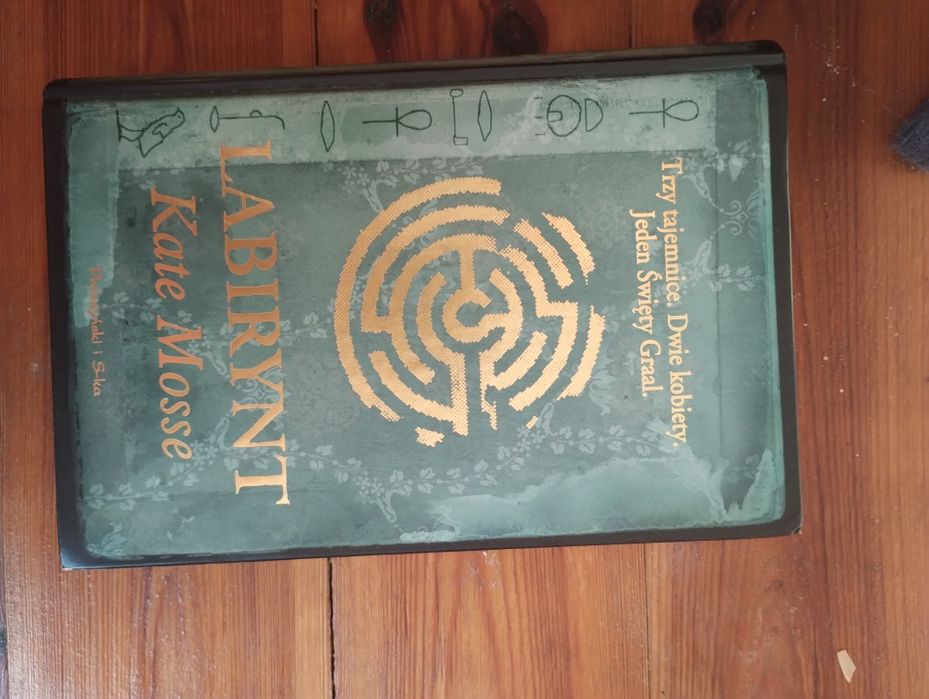 Trzy tajemnice. Dwie kobiety.
Jeden Święty Graal.
LABIRYNT
Kate Mosse
Prószyński i S-ka